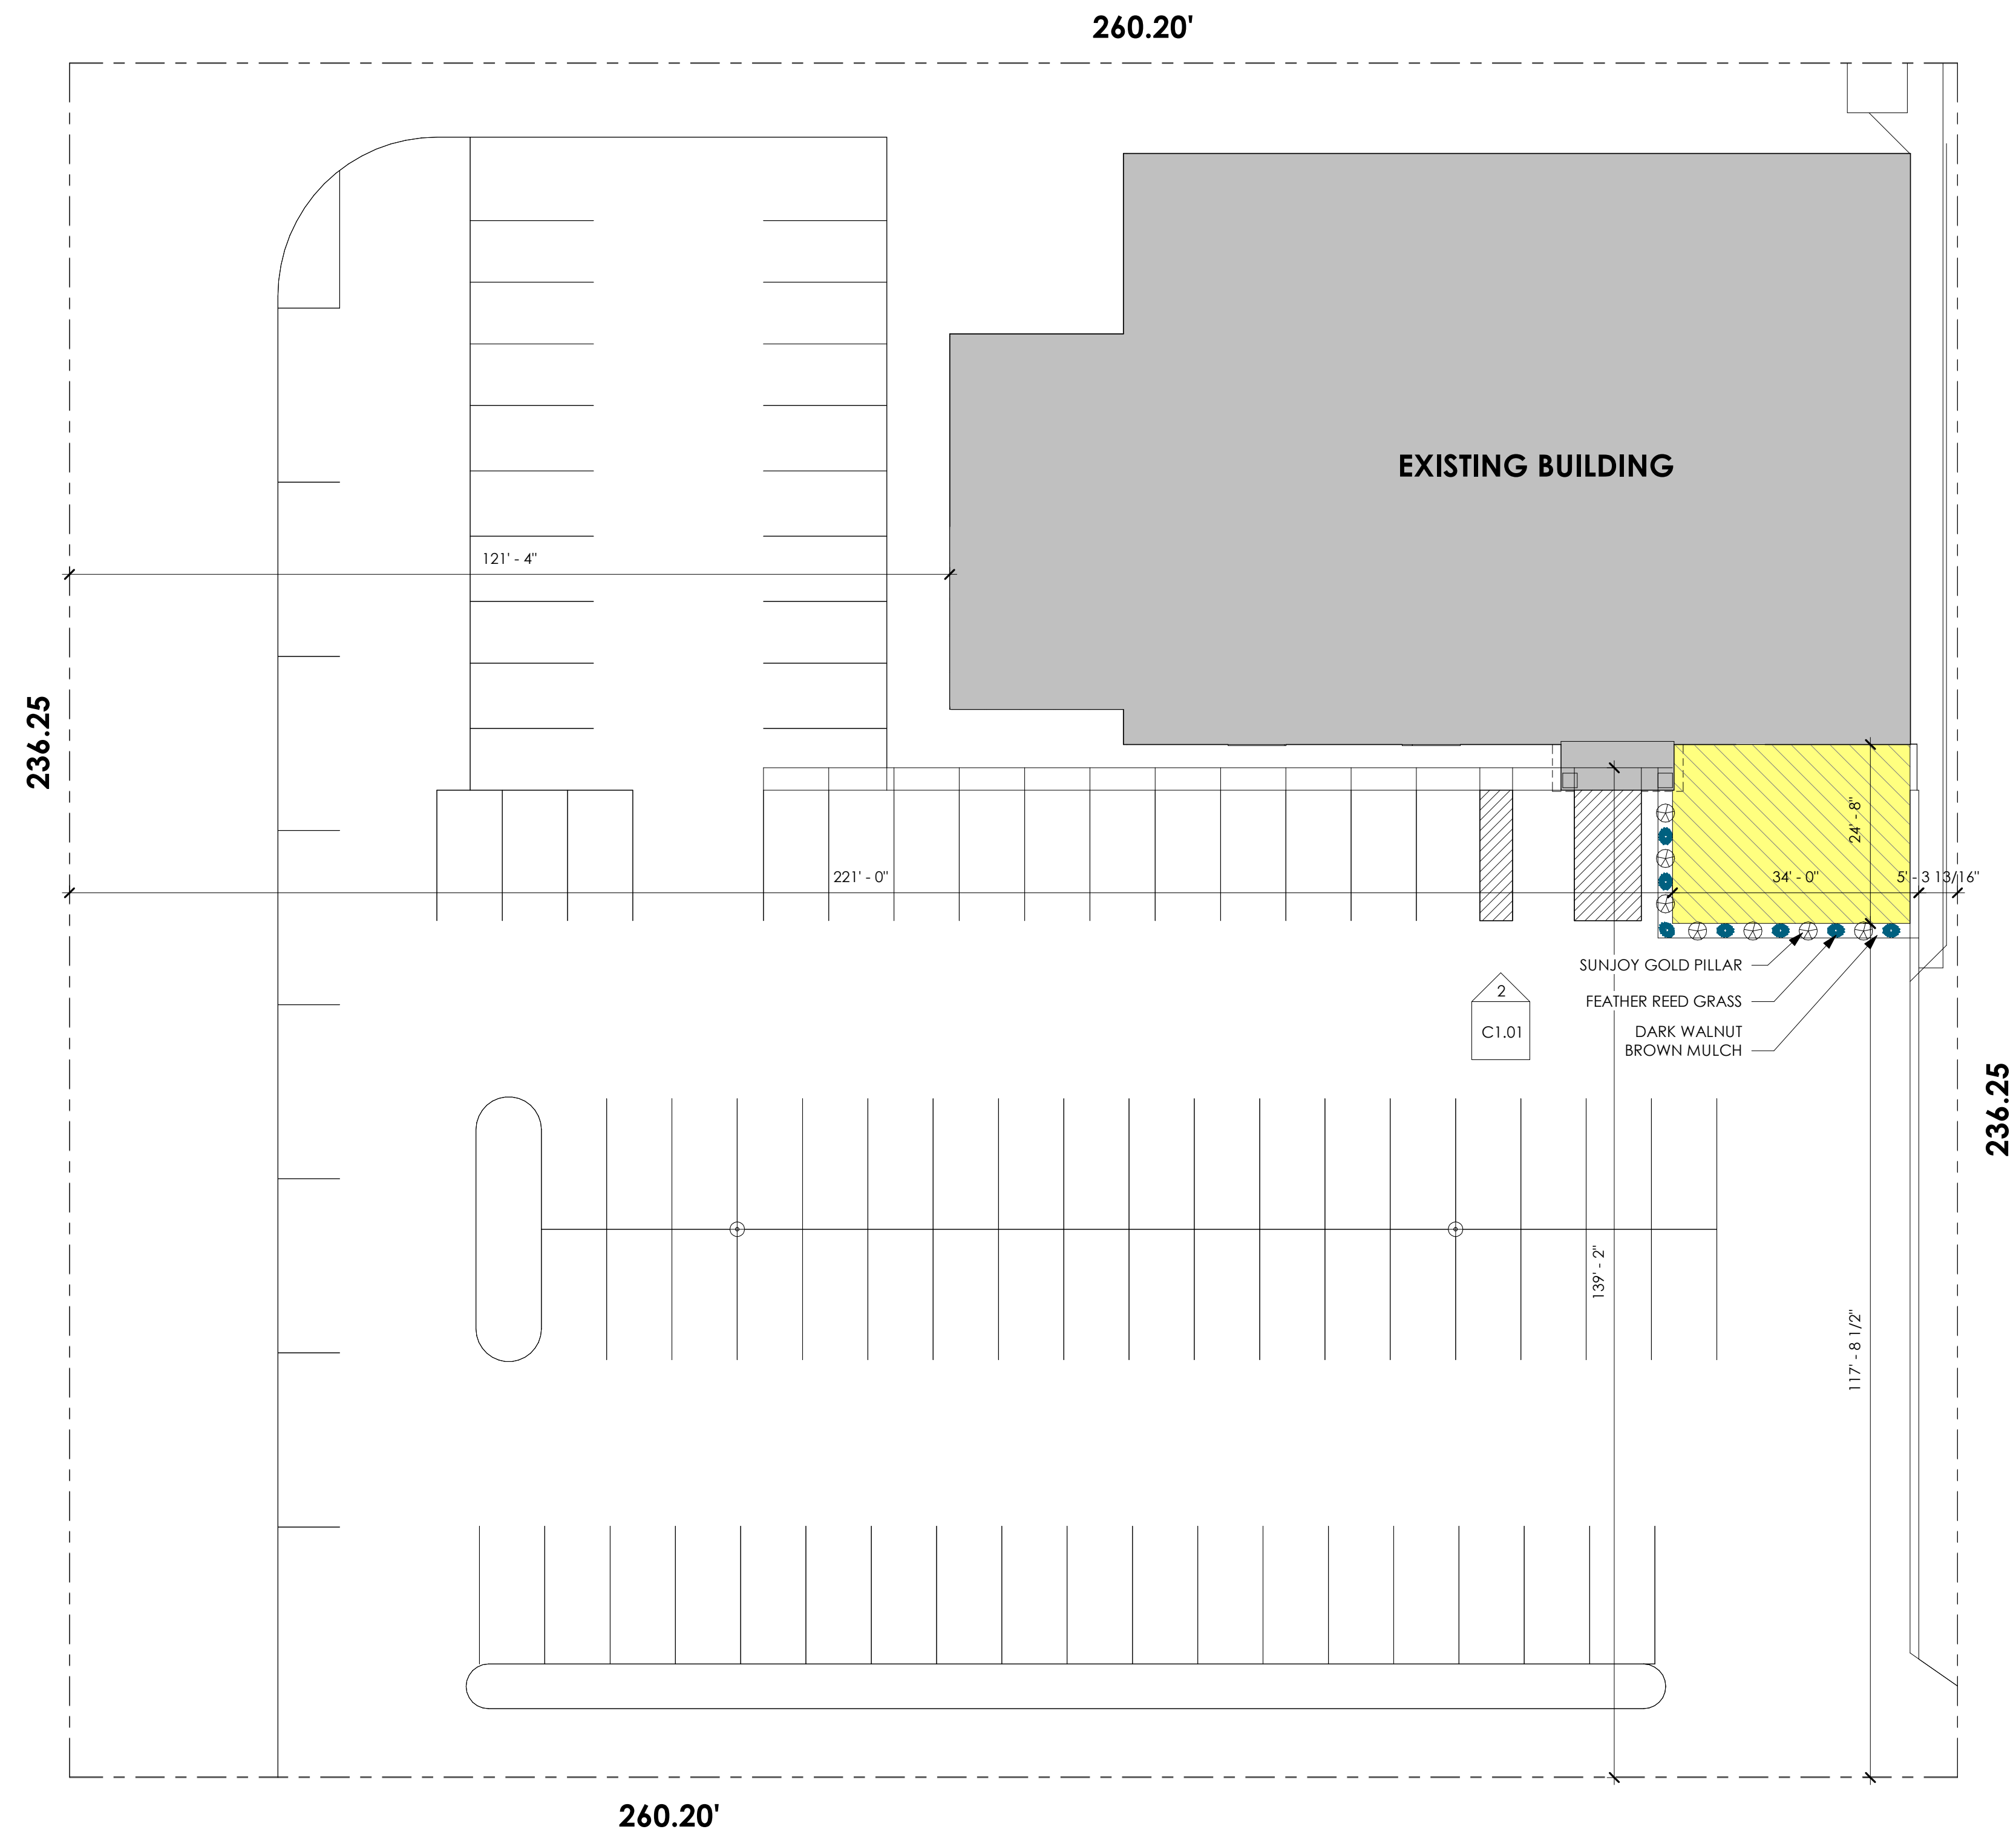 260.20'
EXISTING BUILDING
121' - 4"
236.25
24' - 8"
221' - 0"
34' - 0"
5' - 3 13/16"
SUNJOY GOLD PILLAR
2
FEATHER REED GRASS
C1.01
DARK WALNUT
BROWN MULCH
236.25
139' - 2"
117' - 8 1/2"
260.20'